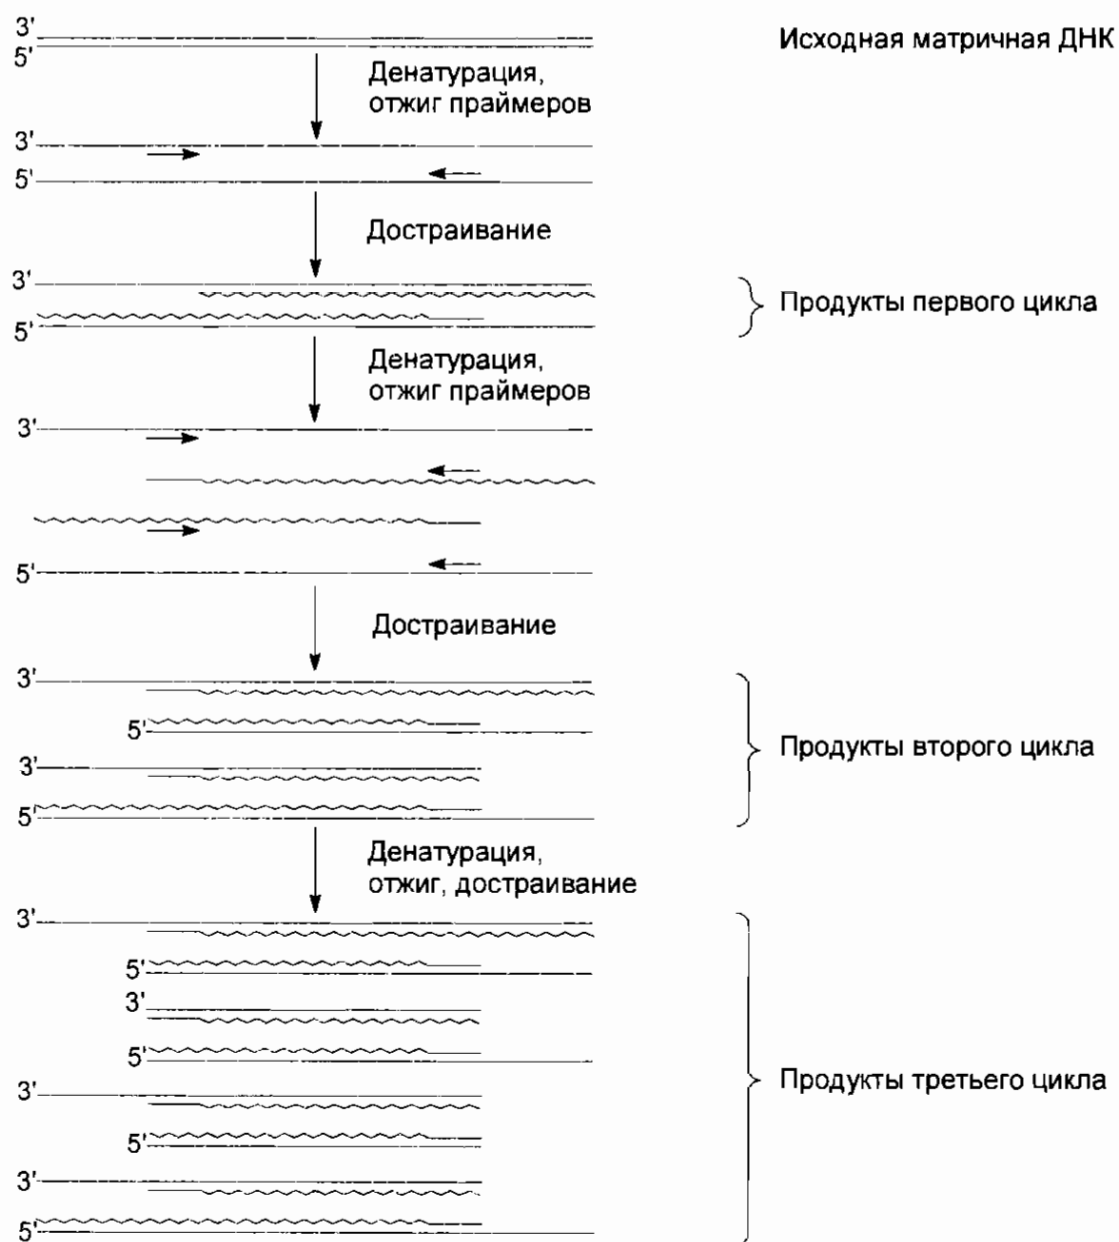 3'
Исходная матричная ДНК
5'
Денатурация,
отжиг праймеров
3'
5'
Достраивание
3'
Продукты первого цикла
5'
Денатурация,
отжиг праймеров
3'
5'
Достраивание
3'
5'
Продукты второго цикла
3'
5'
Денатурация,
отжиг, достраивание
3'
5'
3'
5'
Продукты третьего цикла
3'
5'
3'
5'